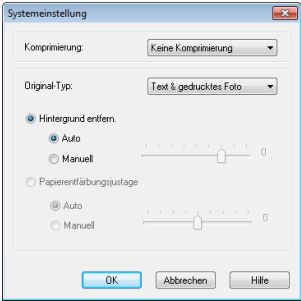 Systemeinstellung
Komprimierung: Keine Komprimierung
Original-Typ: Text & gedrucktes Foto
Hintergrund entfern.
Auto
Manuell 0
Papierentfärbungsjustage
Auto
Manuell 0
OK Abbrechen Hilfe